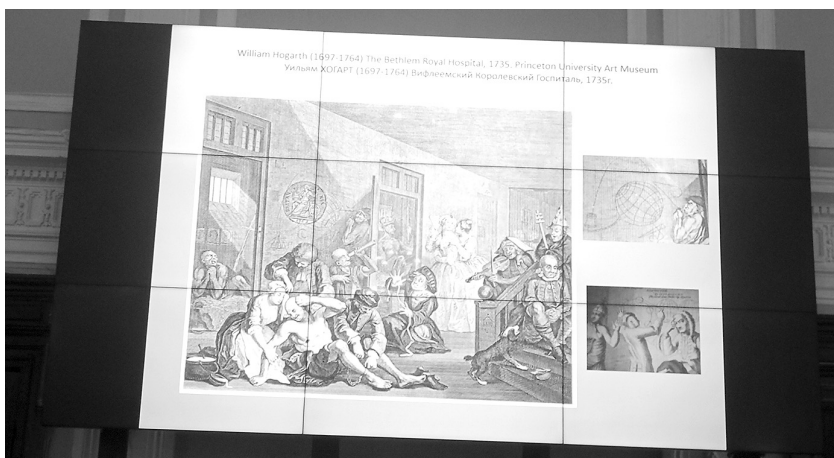 William Hogarth (1697-1764) The Bethlem Royal Hospital, 1735. Princeton University Art Museum
Уильям ХОГАРТ (1697-1764) Вифлеемский Королевский Госпиталь, 1735г.